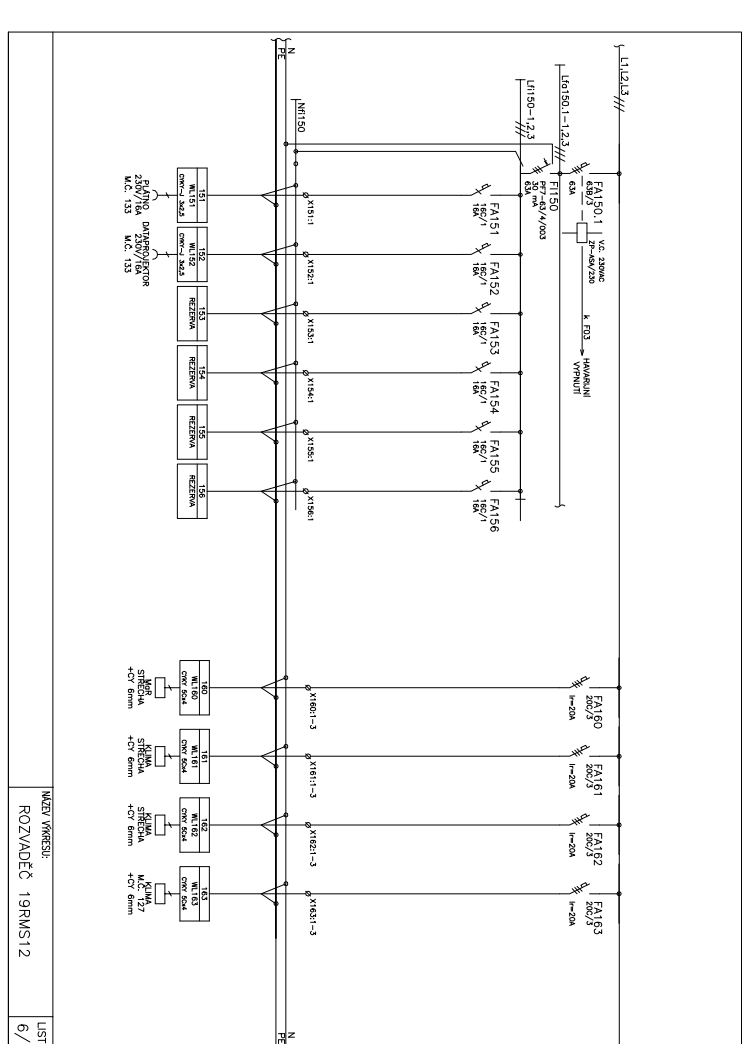 L1,L2,L3
Lfa150.1-1,2,3
Lfi150-1,2,3
Nfi150
N
PE
FA150.1
63B/3
63A
V.C. 230VAC
ZP-ASA/230
k F03
HAVARIJNÍ
VYPNUTÍ
FI150
PF7-63/4/003
30 mA
63A
FA151
16C/1
16A
FA152
16C/1
16A
FA153
16C/1
16A
FA154
16C/1
16A
FA155
16C/1
16A
FA156
16C/1
16A
FA160
20C/3
Ir=20A
FA161
20C/3
Ir=20A
FA162
20C/3
Ir=20A
FA163
20C/3
Ir=20A
X151:1
X152:1
X153:1
X154:1
X155:1
X156:1
X160:1-3
X161:1-3
X162:1-3
X163:1-3
N
PE
151
WL151
CYKY-J 3x2,5
PLÁTNO
230V/16A
M.Č. 133
152
WL152
CYKY-J 3x2,5
DATAPROJEKTOR
230V/16A
M.Č. 133
153
REZERVA
154
REZERVA
155
REZERVA
156
REZERVA
160
WL160
CYKY 5Cx4
MaR
STŘECHA
+CY 6mm
161
WL161
CYKY 5Cx4
KLIMA
STŘECHA
+CY 6mm
162
WL162
CYKY 5Cx4
KLIMA
STŘECHA
+CY 6mm
163
WL163
CYKY 5Cx4
KLIMA
M.Č. 127
+CY 6mm
NÁZEV VÝKRESU:
ROZVADĚČ 19RMS12
LIST
6/